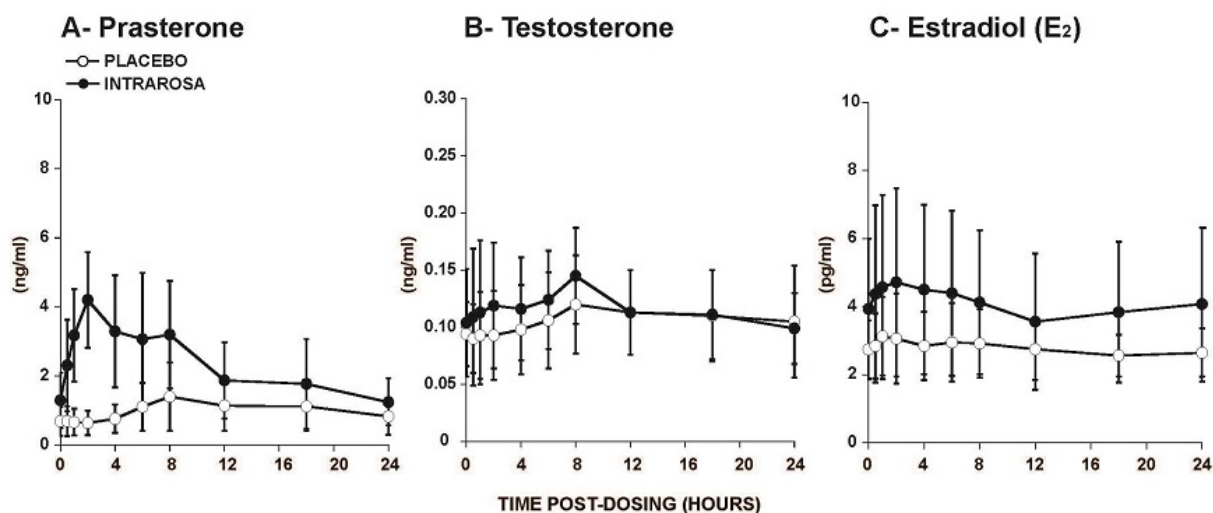 A- Prasterone
PLACEBO
INTRAROSA
(ng/ml)
10
8
6
4
2
0
0 4 8 12 16 20 24
B- Testosterone
(ng/ml)
0.30
0.25
0.20
0.15
0.10
0.05
0
0 4 8 12 16 20 24
C- Estradiol (E₂)
(pg/ml)
10
8
6
4
2
0
0 4 8 12 16 20 24
TIME POST-DOSING (HOURS)